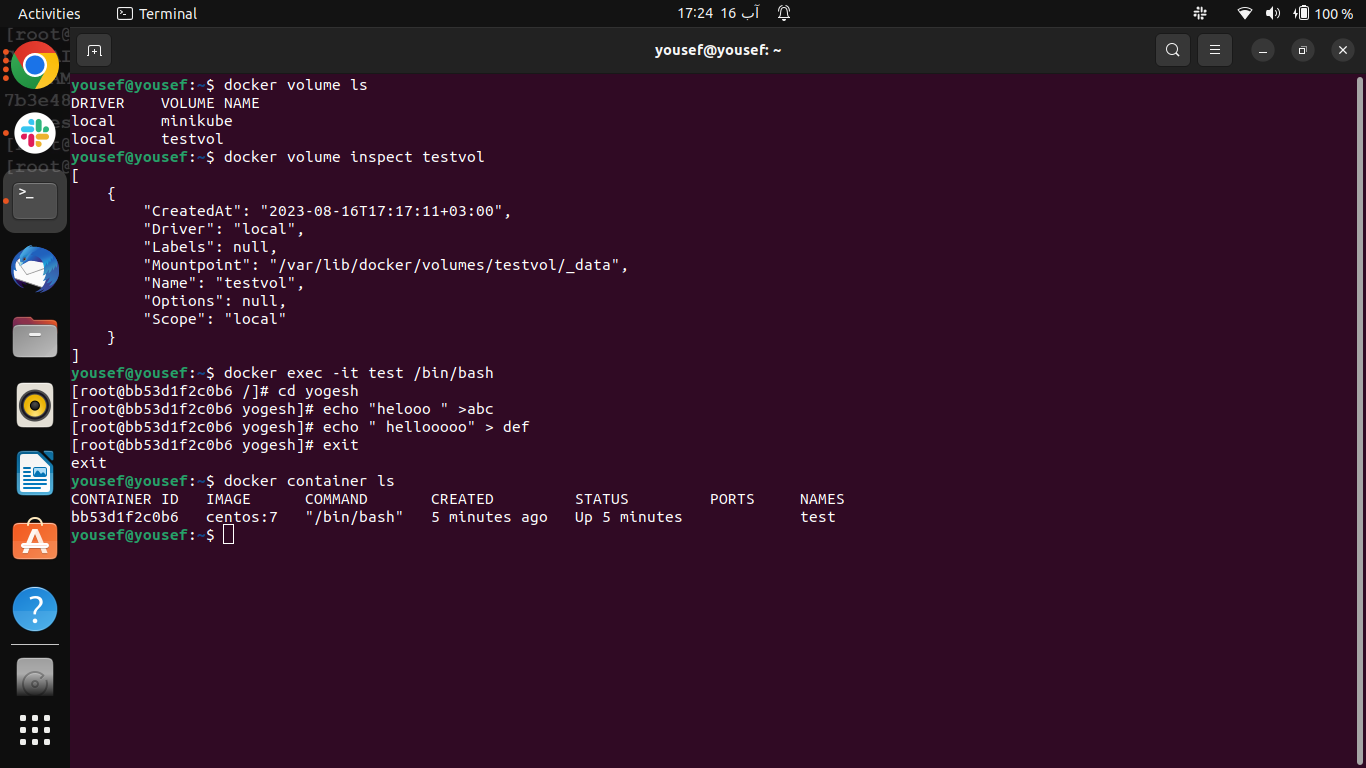 Activities Terminal 17:24 16 آب 100 %
yousef@yousef: ~
[root@
7b3e48
[root@
yousef@yousef:~$ docker volume ls
DRIVER    VOLUME NAME
local     minikube
local     testvol
yousef@yousef:~$ docker volume inspect testvol
[
    {
        "CreatedAt": "2023-08-16T17:17:11+03:00",
        "Driver": "local",
        "Labels": null,
        "Mountpoint": "/var/lib/docker/volumes/testvol/_data",
        "Name": "testvol",
        "Options": null,
        "Scope": "local"
    }
]
yousef@yousef:~$ docker exec -it test /bin/bash
[root@bb53d1f2c0b6 /]# cd yogesh
[root@bb53d1f2c0b6 yogesh]# echo "helooo " >abc
[root@bb53d1f2c0b6 yogesh]# echo " hellooooo" > def
[root@bb53d1f2c0b6 yogesh]# exit
exit
yousef@yousef:~$ docker container ls
CONTAINER ID   IMAGE      COMMAND       CREATED         STATUS         PORTS     NAMES
bb53d1f2c0b6   centos:7   "/bin/bash"   5 minutes ago   Up 5 minutes             test
yousef@yousef:~$